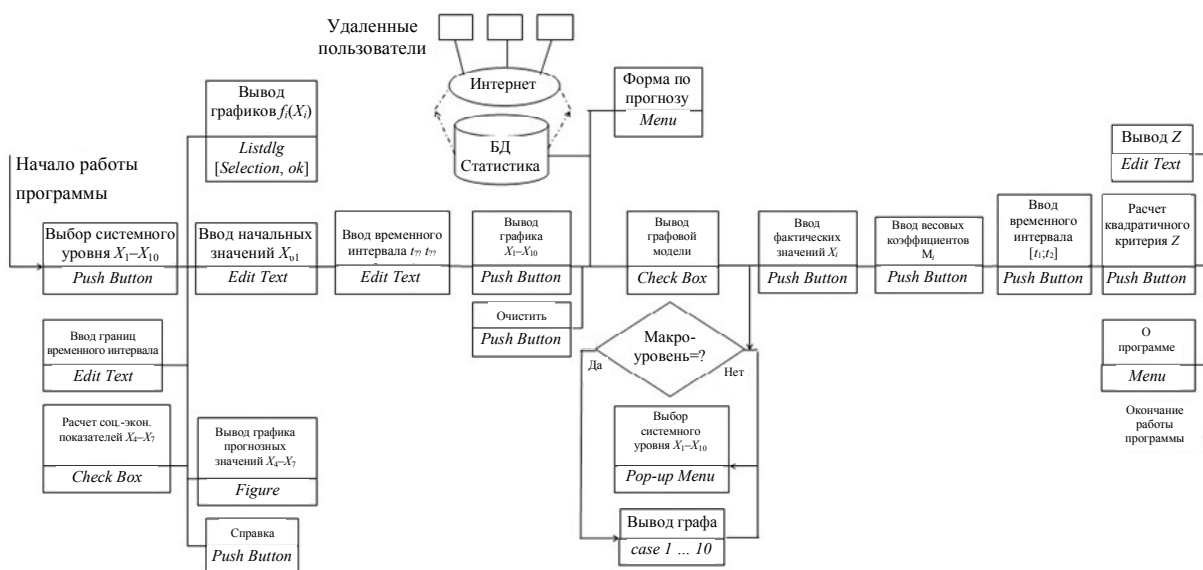 Удаленные
пользователи
Интернет
БД
Статистика
Форма по
прогнозу
Menu
Вывод
графиков fi(Xi)
Listdlg
[Selection, ok]
Начало работы
программы
Вывод Z
Edit Text
Выбор системного
уровня X1–X10
Push Button
Ввод начальных
значений Xυ1
Edit Text
Ввод временного
интервала t?? t??
Edit Text
Вывод
графика
X1–X10
Push Button
Вывод
графовой
модели
Check Box
Ввод
фактических
значений Xi
Push Button
Ввод весовых
коэффициентов
Mi
Push Button
Ввод
временного
интервала
[t1;t2]
Push Button
Расчет
квадратичного
критерия Z
Push Button
Очистить
Push Button
Ввод границ
временного интервала
Edit Text
Макро-
уровень=?
Да
Нет
О
программе
Menu
Окончание
работы
программы
Расчет соц.-экон.
показателей X4–X7
Check Box
Вывод графика
прогнозных
значений X4–X7
Figure
Выбор
системного
уровня X1–X10
Pop-up Menu
Справка
Push Button
Вывод графа
case 1 ... 10